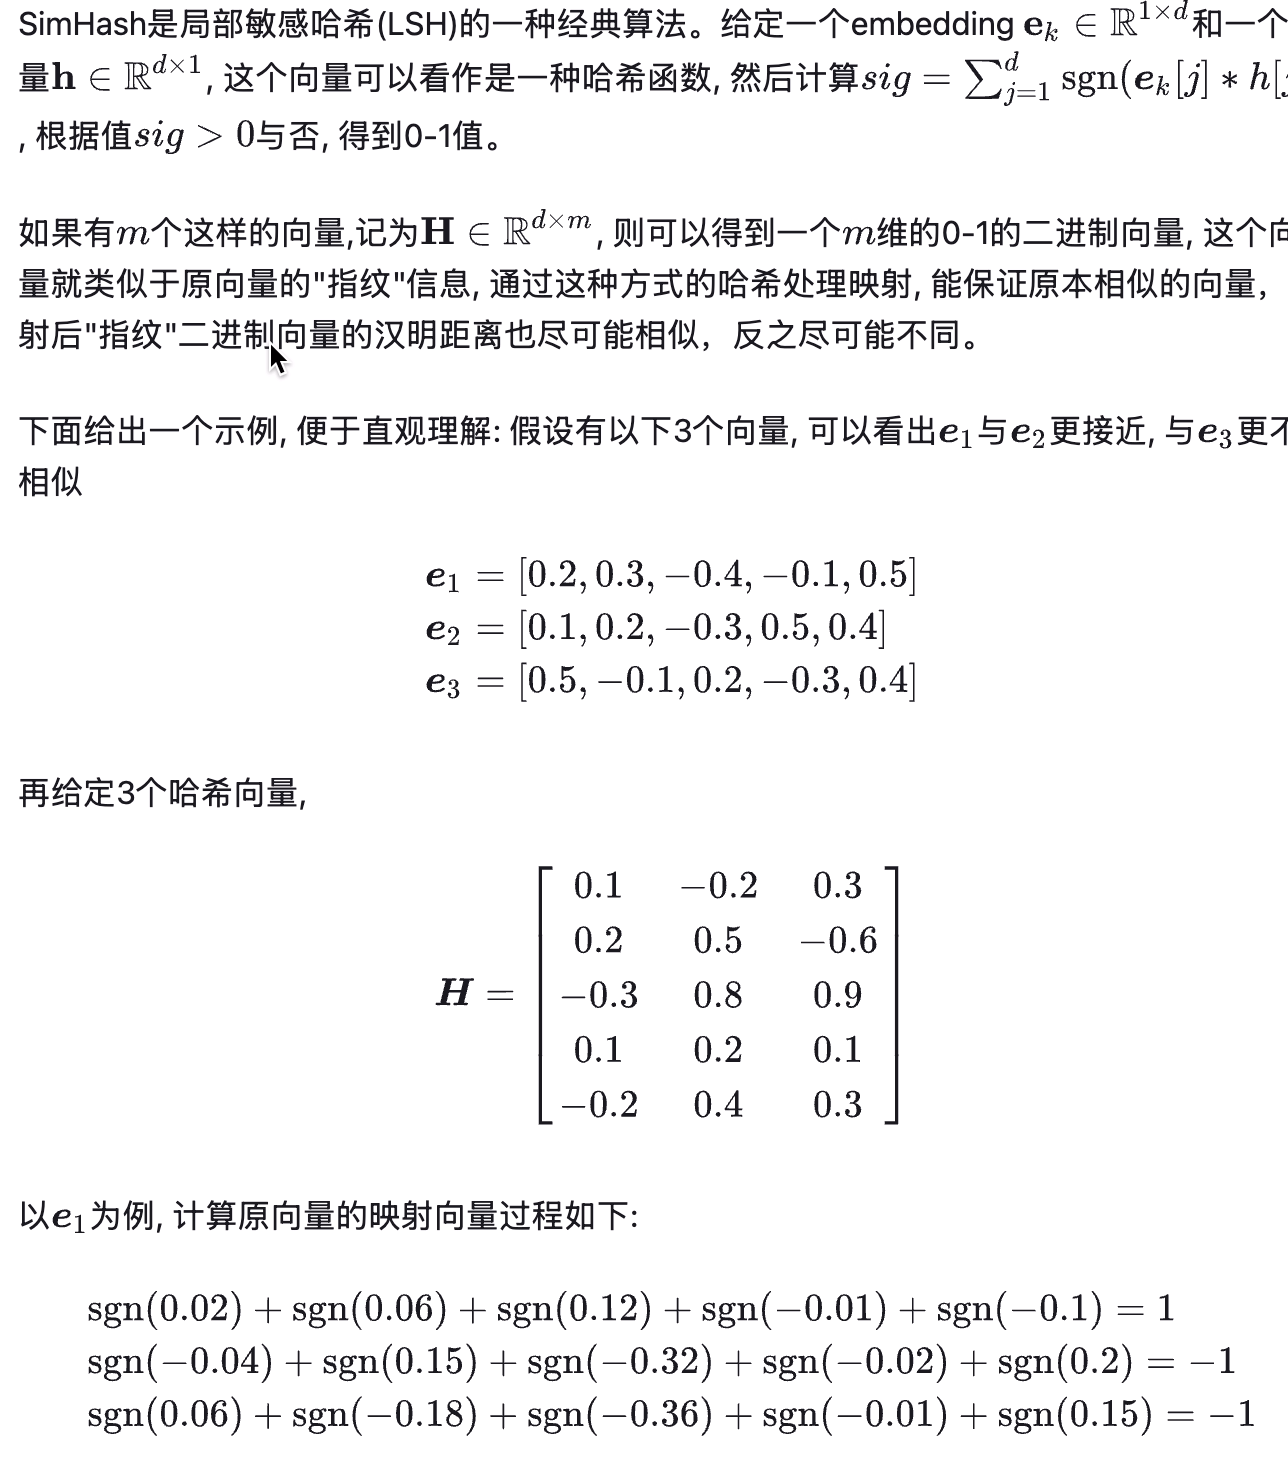 SimHash是局部敏感哈希(LSH)的一种经典算法。给定一个embedding $\mathbf{e}_k \in \mathbb{R}^{1\times d}$和一个
量$\mathbf{h} \in \mathbb{R}^{d\times 1}$, 这个向量可以看作是一种哈希函数, 然后计算$sig = \sum_{j=1}^{d} \text{sgn}(\boldsymbol{e}_k[j] * h[$
, 根据值$sig > 0$与否, 得到0-1值。
如果有$m$个这样的向量,记为$\mathbf{H} \in \mathbb{R}^{d\times m}$, 则可以得到一个$m$维的0-1的二进制向量, 这个向
量就类似于原向量的"指纹"信息, 通过这种方式的哈希处理映射, 能保证原本相似的向量，
射后"指纹"二进制向量的汉明距离也尽可能相似，反之尽可能不同。
下面给出一个示例, 便于直观理解: 假设有以下3个向量, 可以看出$\boldsymbol{e}_1$与$\boldsymbol{e}_2$更接近, 与$\boldsymbol{e}_3$更不
相似
$\boldsymbol{e}_1 = [0.2, 0.3, -0.4, -0.1, 0.5]$
$\boldsymbol{e}_2 = [0.1, 0.2, -0.3, 0.5, 0.4]$
$\boldsymbol{e}_3 = [0.5, -0.1, 0.2, -0.3, 0.4]$
再给定3个哈希向量,
$\boldsymbol{H} = \begin{bmatrix} 0.1 & -0.2 & 0.3 \\ 0.2 & 0.5 & -0.6 \\ -0.3 & 0.8 & 0.9 \\ 0.1 & 0.2 & 0.1 \\ -0.2 & 0.4 & 0.3 \end{bmatrix}$
以$\boldsymbol{e}_1$为例, 计算原向量的映射向量过程如下:
$\text{sgn}(0.02) + \text{sgn}(0.06) + \text{sgn}(0.12) + \text{sgn}(-0.01) + \text{sgn}(-0.1) = 1$
$\text{sgn}(-0.04) + \text{sgn}(0.15) + \text{sgn}(-0.32) + \text{sgn}(-0.02) + \text{sgn}(0.2) = -1$
$\text{sgn}(0.06) + \text{sgn}(-0.18) + \text{sgn}(-0.36) + \text{sgn}(-0.01) + \text{sgn}(0.15) = -1$